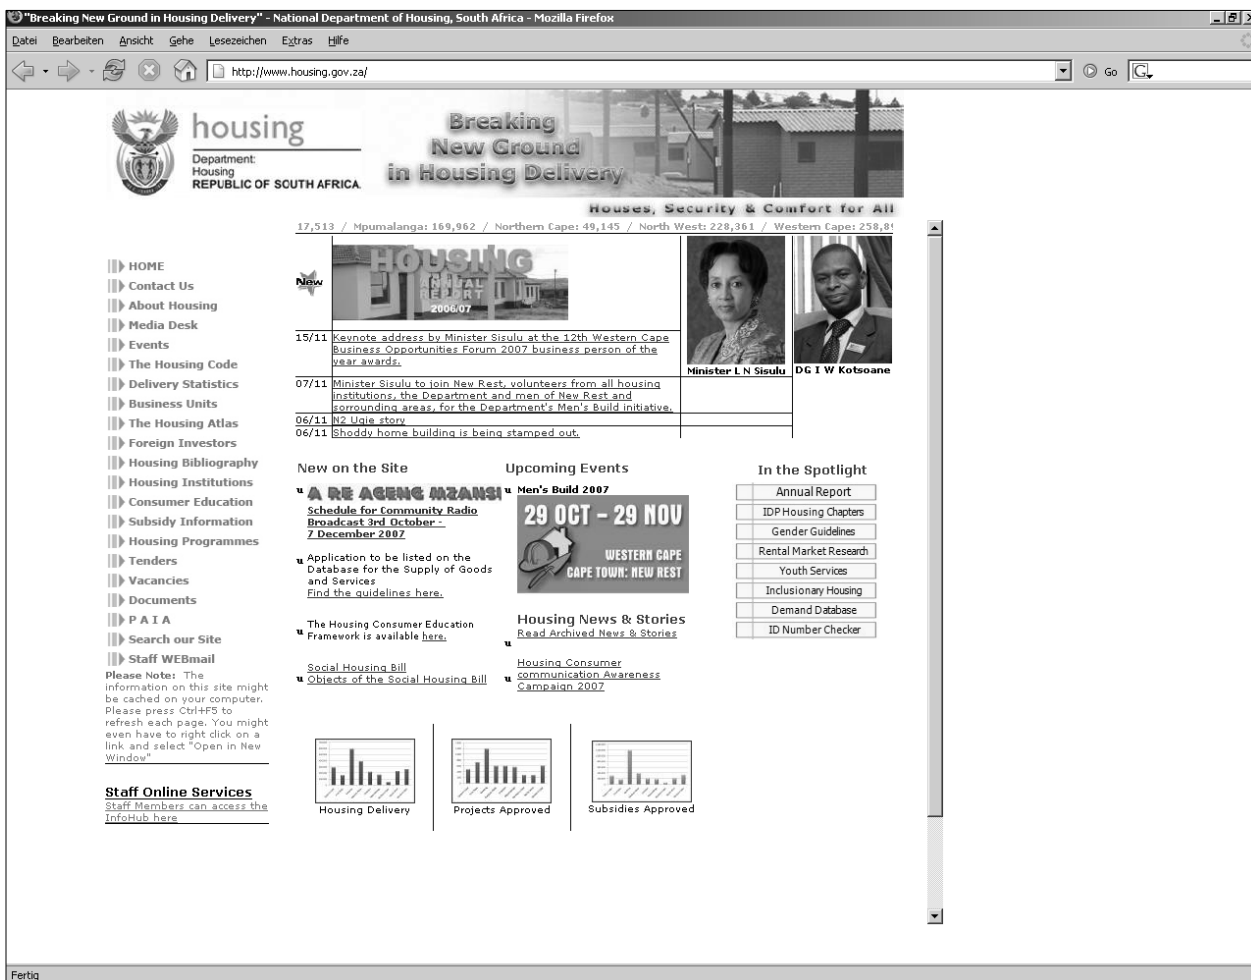 "Breaking New Ground in Housing Delivery" - National Department of Housing, South Africa - Mozilla Firefox
Datei Bearbeiten Ansicht Gehe Lesezeichen Extras Hilfe
http://www.housing.gov.za/
Go
G
housing
Department:
Housing
REPUBLIC OF SOUTH AFRICA
Breaking
New Ground
in Housing Delivery
Houses, Security & Comfort for All
17,513 / Mpumalanga: 169,962 / Northern Cape: 49,145 / North West: 228,361 / Western Cape: 258,8
HOME
Contact Us
About Housing
Media Desk
Events
The Housing Code
Delivery Statistics
Business Units
The Housing Atlas
Foreign Investors
Housing Bibliography
Housing Institutions
Consumer Education
Subsidy Information
Housing Programmes
Tenders
Vacancies
Documents
P A I A
Search our Site
Staff WEBmail
Please Note: The
information on this site might
be cached on your computer.
Please press Ctrl+F5 to
refresh each page. You might
even have to right click on a
link and select "Open in New
Window"
Staff Online Services
Staff Members can access the
InfoHub here
New
HOUSING
ANNUAL
REPORT
2006/07
15/11 Keynote address by Minister Sisulu at the 12th Western Cape
Business Opportunities Forum 2007 business person of the
year awards.
07/11 Minister Sisulu to join New Rest, volunteers from all housing
institutions, the Department and men of New Rest and
sorrounding areas, for the Department's Men's Build initiative.
06/11 N2 Ugie story
06/11 Shoddy home building is being stamped out.
Minister L N Sisulu
DG I W Kotsoane
New on the Site
u A RE AGENG MZANSI
Schedule for Community Radio
Broadcast 3rd October -
7 December 2007
u Application to be listed on the
Database for the Supply of Goods
and Services
Find the guidelines here.
The Housing Consumer Education
u Framework is available here.
Social Housing Bill
u Objects of the Social Housing Bill
Upcoming Events
u Men's Build 2007
29 OCT - 29 NOV
WESTERN CAPE
CAPE TOWN: NEW REST
Housing News & Stories
Read Archived News & Stories
u
Housing Consumer
u communication Awareness
Campaign 2007
In the Spotlight
Annual Report
IDP Housing Chapters
Gender Guidelines
Rental Market Research
Youth Services
Inclusionary Housing
Demand Database
ID Number Checker
Housing Delivery
Projects Approved
Subsidies Approved
Fertig